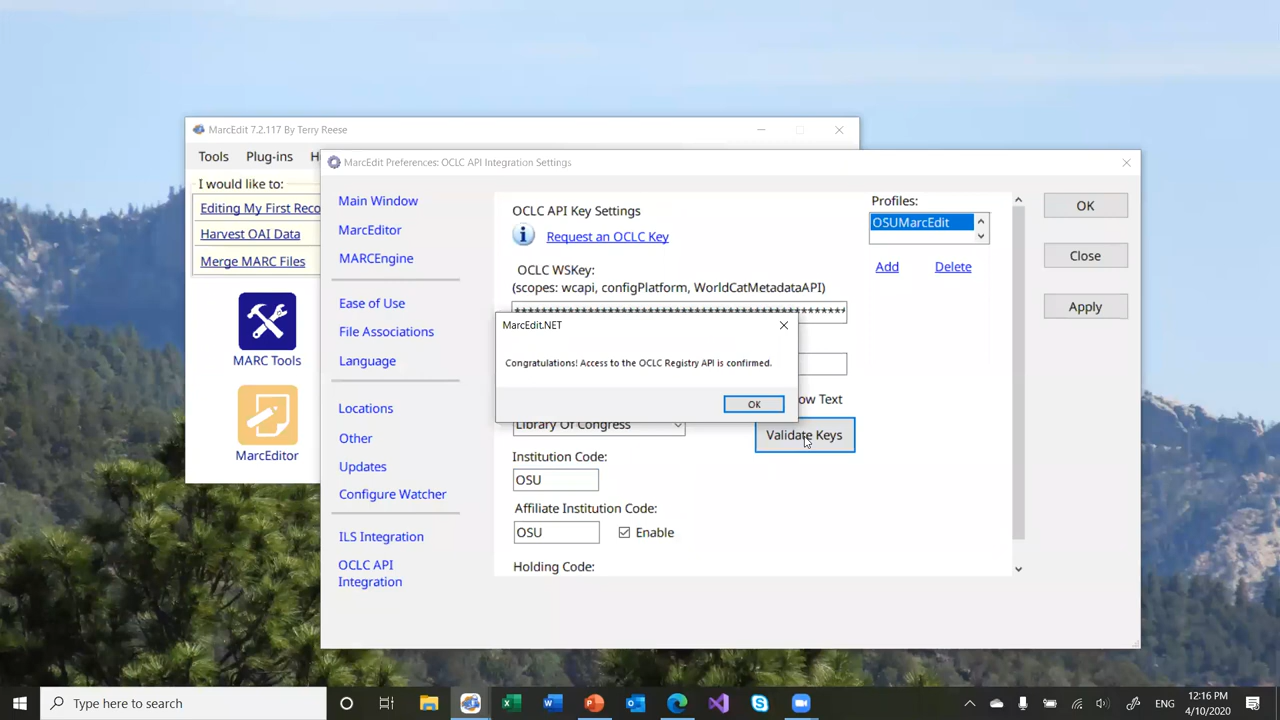 MarcEdit 7.2.117 By Terry Reese
Tools Plug-ins H
I would like to:
Editing My First Reco
Harvest OAI Data
Merge MARC Files
MARC Tools
MarcEditor
MarcEdit Preferences: OCLC API Integration Settings
Main Window
MarcEditor
MARCEngine
Ease of Use
File Associations
Language
Locations
Other
Updates
Configure Watcher
ILS Integration
OCLC API
Integration
OCLC API Key Settings
Request an OCLC Key
OCLC WSKey:
(scopes: wcapi, configPlatform, WorldCatMetadataAPI)
MarcEdit.NET
Congratulations! Access to the OCLC Registry API is confirmed.
OK
ow Text
Library Of Congress
Validate Keys
Institution Code:
OSU
Affiliate Institution Code:
OSU
Enable
Holding Code:
Profiles:
OSUMarcEdit
Add Delete
OK
Close
Apply
Type here to search
ENG
12:16 PM
4/10/2020